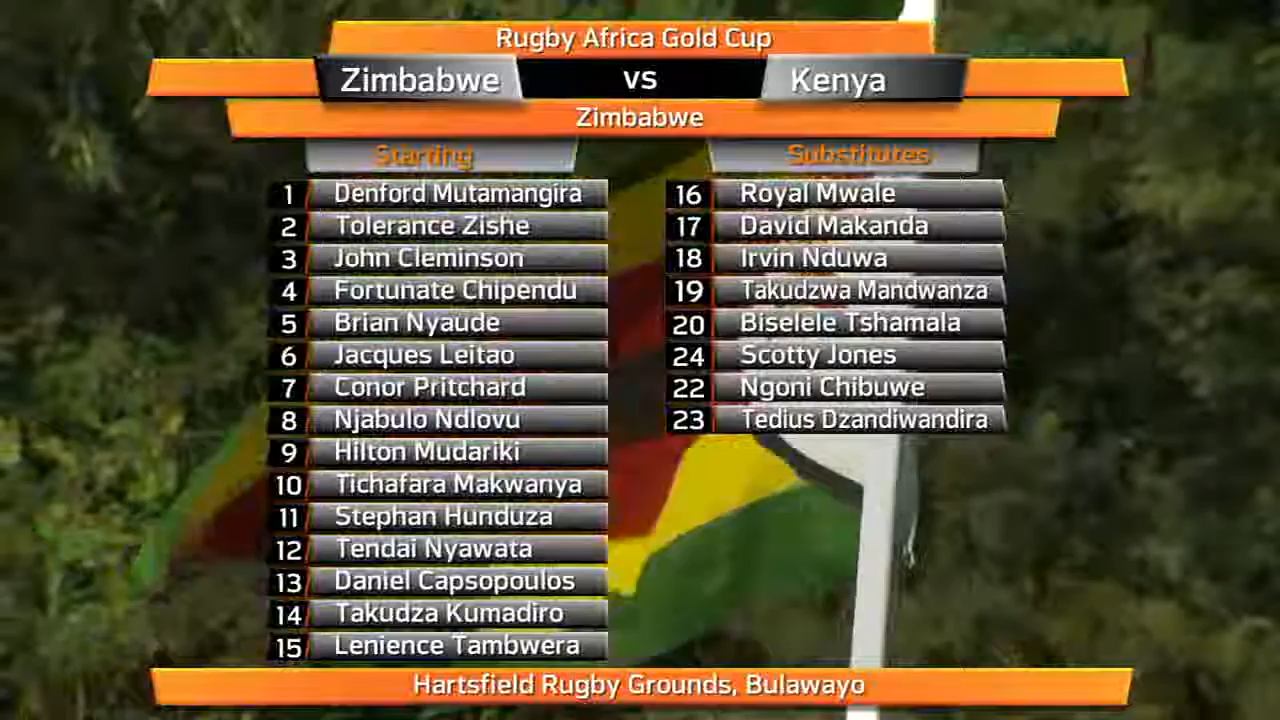 Rugby Africa Gold Cup
Zimbabwe vs Kenya
Zimbabwe
Starting
1 Denford Mutamangira
2 Tolerance Zishe
3 John Cleminson
4 Fortunate Chipendu
5 Brian Nyaude
6 Jacques Leitao
7 Conor Pritchard
8 Njabulo Ndlovu
9 Hilton Mudariki
10 Tichafara Makwanya
11 Stephan Hunduza
12 Tendai Nyawata
13 Daniel Capsopoulos
14 Takudza Kumadiro
15 Lenience Tambwera
Substitutes
16 Royal Mwale
17 David Makanda
18 Irvin Nduwa
19 Takudzwa Mandwanza
20 Biselele Tshamala
24 Scotty Jones
22 Ngoni Chibuwe
23 Tedius Dzandiwandira
Hartsfield Rugby Grounds, Bulawayo